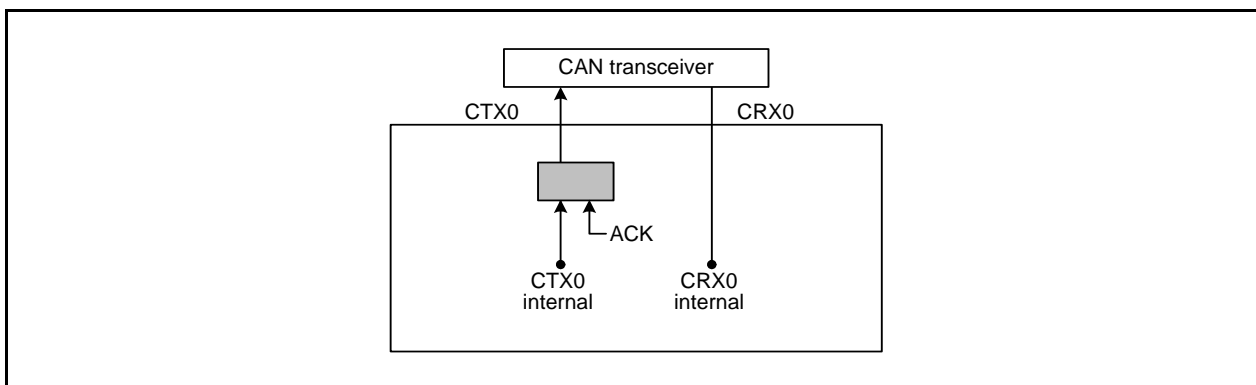 CAN transceiver
CTX0
CRX0
ACK
CTX0
internal
CRX0
internal